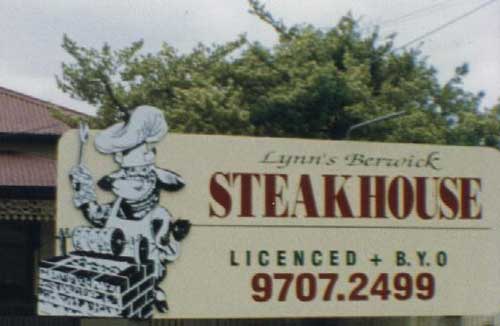 Lynn's Berwick
STEAKHOUSE
LICENCED + B.Y.O
9707.2499